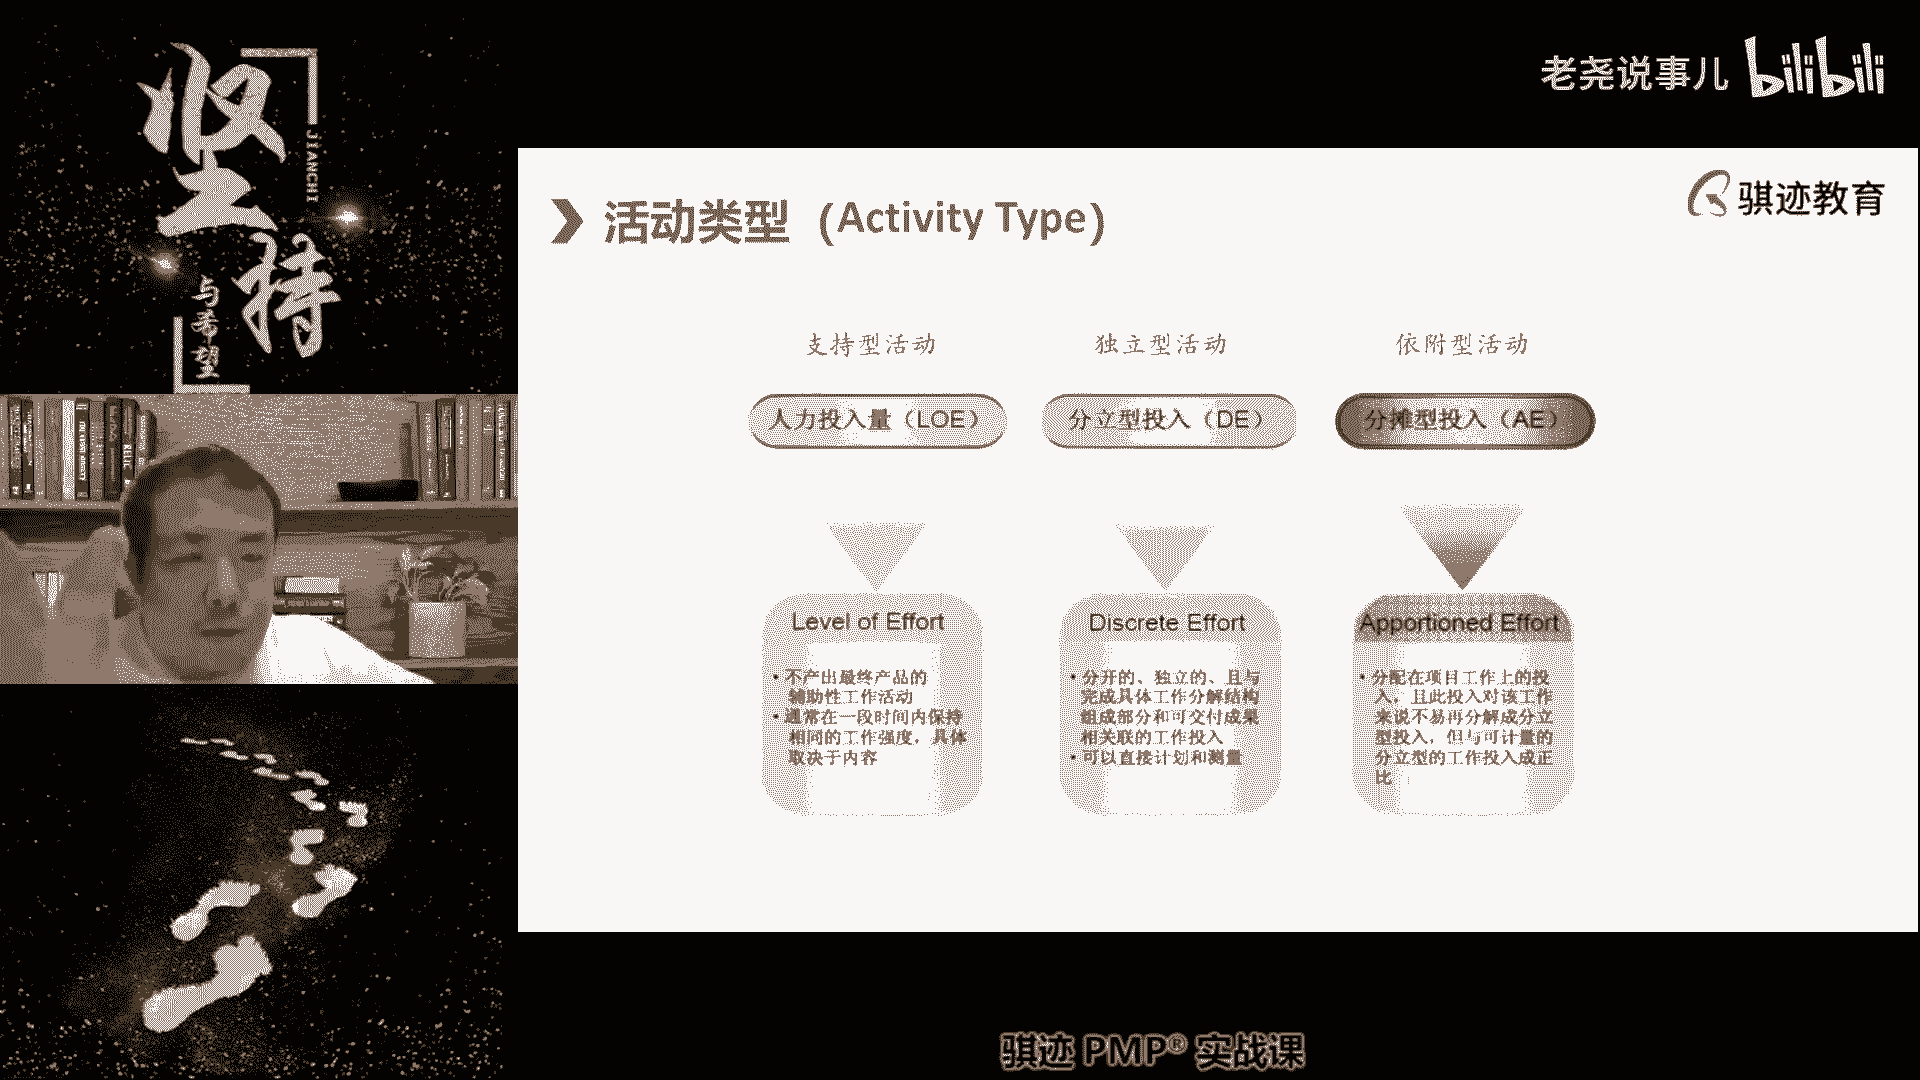 坚持
JIANCHI
与希望
老尧说事儿 bilibili
骐迹教育
活动类型（Activity Type）
支持型活动
独立型活动
依附型活动
人力投入量（LOE）
分立型投入（DE）
分摊型投入（AE）
Level of Effort
• 不产出最终产品的
辅助性工作活动
• 通常在一段时间内保持
相同的工作强度，具体
取决于内容
Discrete Effort
• 分开的、独立的、且与
完成具体工作分解结构
组成部分和可交付成果
相关联的工作投入
• 可以直接计划和测量
Apportioned Effort
• 分配在项目工作上的投
入，且此投入对该工作
来说不易再分解成分立
型投入，但与可计量的
分立型的工作投入成正
比
骐迹 PMP® 实战课